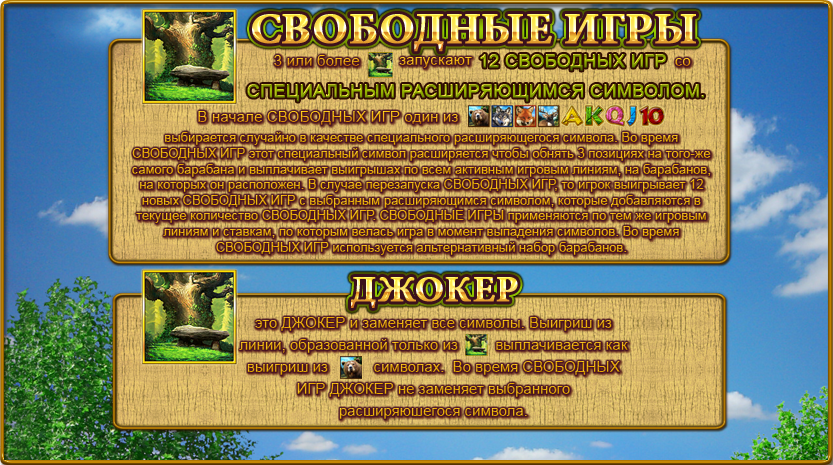 СВОБОДНЫЕ ИГРЫ
3 или более запускают 12 СВОБОДНЫХ ИГР со
СПЕЦИАЛЬНЫМ РАСШИРЯЮЩИМСЯ СИМВОЛОМ.
В начале СВОБОДНЫХ ИГР один из A K Q J 10
выбирается случайно в качестве специального расширяющегося символа. Во время
СВОБОДНЫХ ИГР этот специальный символ расширяется чтобы обнять 3 позициях на того-же
самого барабана и выплачивает выигрышах по всем активным игровым линиям, на барабанов,
на которых он расположен. В случае перезапуска СВОБОДНЫХ ИГР, то игрок выигрывает 12
новых СВОБОДНЫХ ИГР с выбранным расширяющимся символом, которые добавляются в
текущее количество СВОБОДНЫХ ИГР. СВОБОДНЫЕ ИГРЫ применяются по тем же игровым
линиям и ставкам, по которым велась игра в момент выпадения символов. Во время
СВОБОДНЫХ ИГР используется альтернативный набор барабанов.
ДЖОКЕР
это ДЖОКЕР и заменяет все символы. Выигриш из
линии, образованной только из выплачивается как
выигриш из символах. Во время СВОБОДНЫХ
ИГР ДЖОКЕР не заменяет выбранного
расширяюшегося символа.